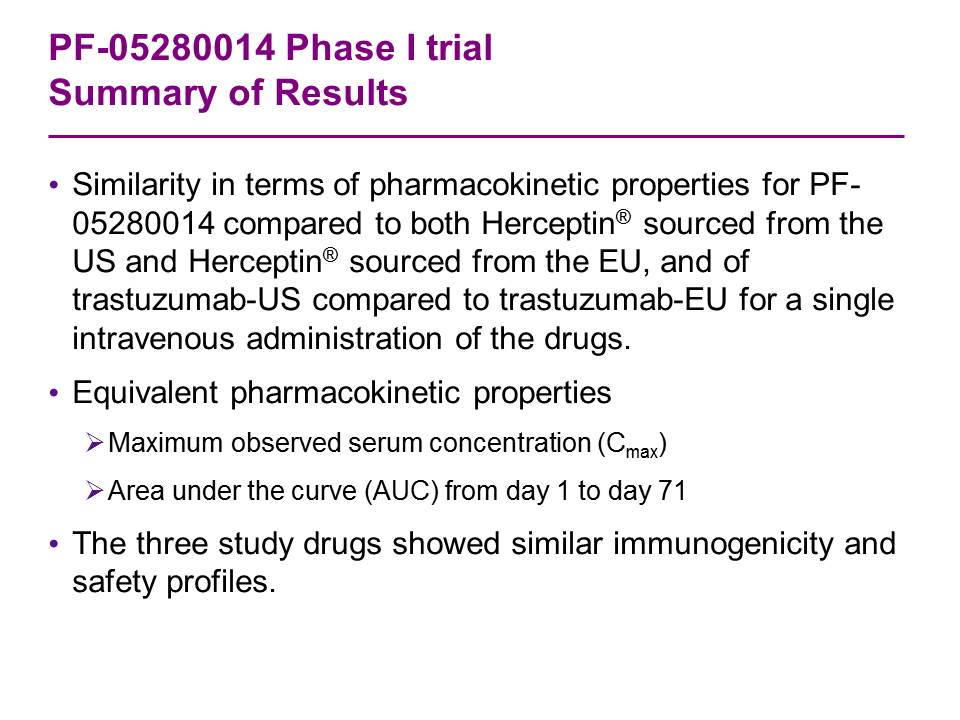 PF-05280014 Phase I trial
Summary of Results
• Similarity in terms of pharmacokinetic properties for PF-
05280014 compared to both Herceptin® sourced from the
US and Herceptin® sourced from the EU, and of
trastuzumab-US compared to trastuzumab-EU for a single
intravenous administration of the drugs.
• Equivalent pharmacokinetic properties
➢ Maximum observed serum concentration (Cmax)
➢ Area under the curve (AUC) from day 1 to day 71
• The three study drugs showed similar immunogenicity and
safety profiles.